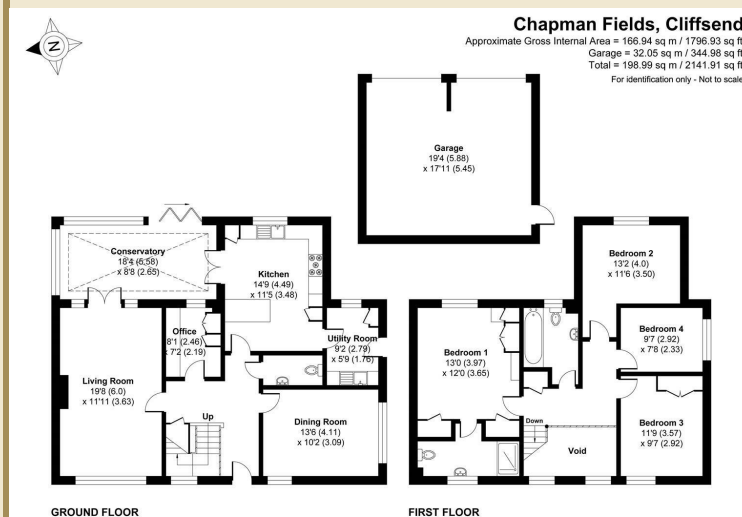 Chapman Fields, Cliffsend
Approximate Gross Internal Area = 166.94 sq m / 1796.93 sq ft
Garage = 32.05 sq m / 344.98 sq ft
Total = 198.99 sq m / 2141.91 sq ft
For identification only - Not to scale
N
Garage
19'4 (5.88)
x 17'11 (5.45)
Conservatory
18'4 (5.58)
x 8'8 (2.65)
Kitchen
14'9 (4.49)
x 11'5 (3.48)
Office
8'1 (2.46)
x 7'2 (2.19)
Utility Room
9'2 (2.79)
x 5'9 (1.76)
Living Room
19'8 (6.0)
x 11'11 (3.63)
Up
Dining Room
13'6 (4.11)
x 10'2 (3.09)
Bedroom 2
13'2 (4.0)
x 11'6 (3.50)
Bedroom 1
13'0 (3.97)
x 12'0 (3.65)
Bedroom 4
9'7 (2.92)
x 7'8 (2.33)
Down
Void
Bedroom 3
11'9 (3.57)
x 9'7 (2.92)
GROUND FLOOR
FIRST FLOOR